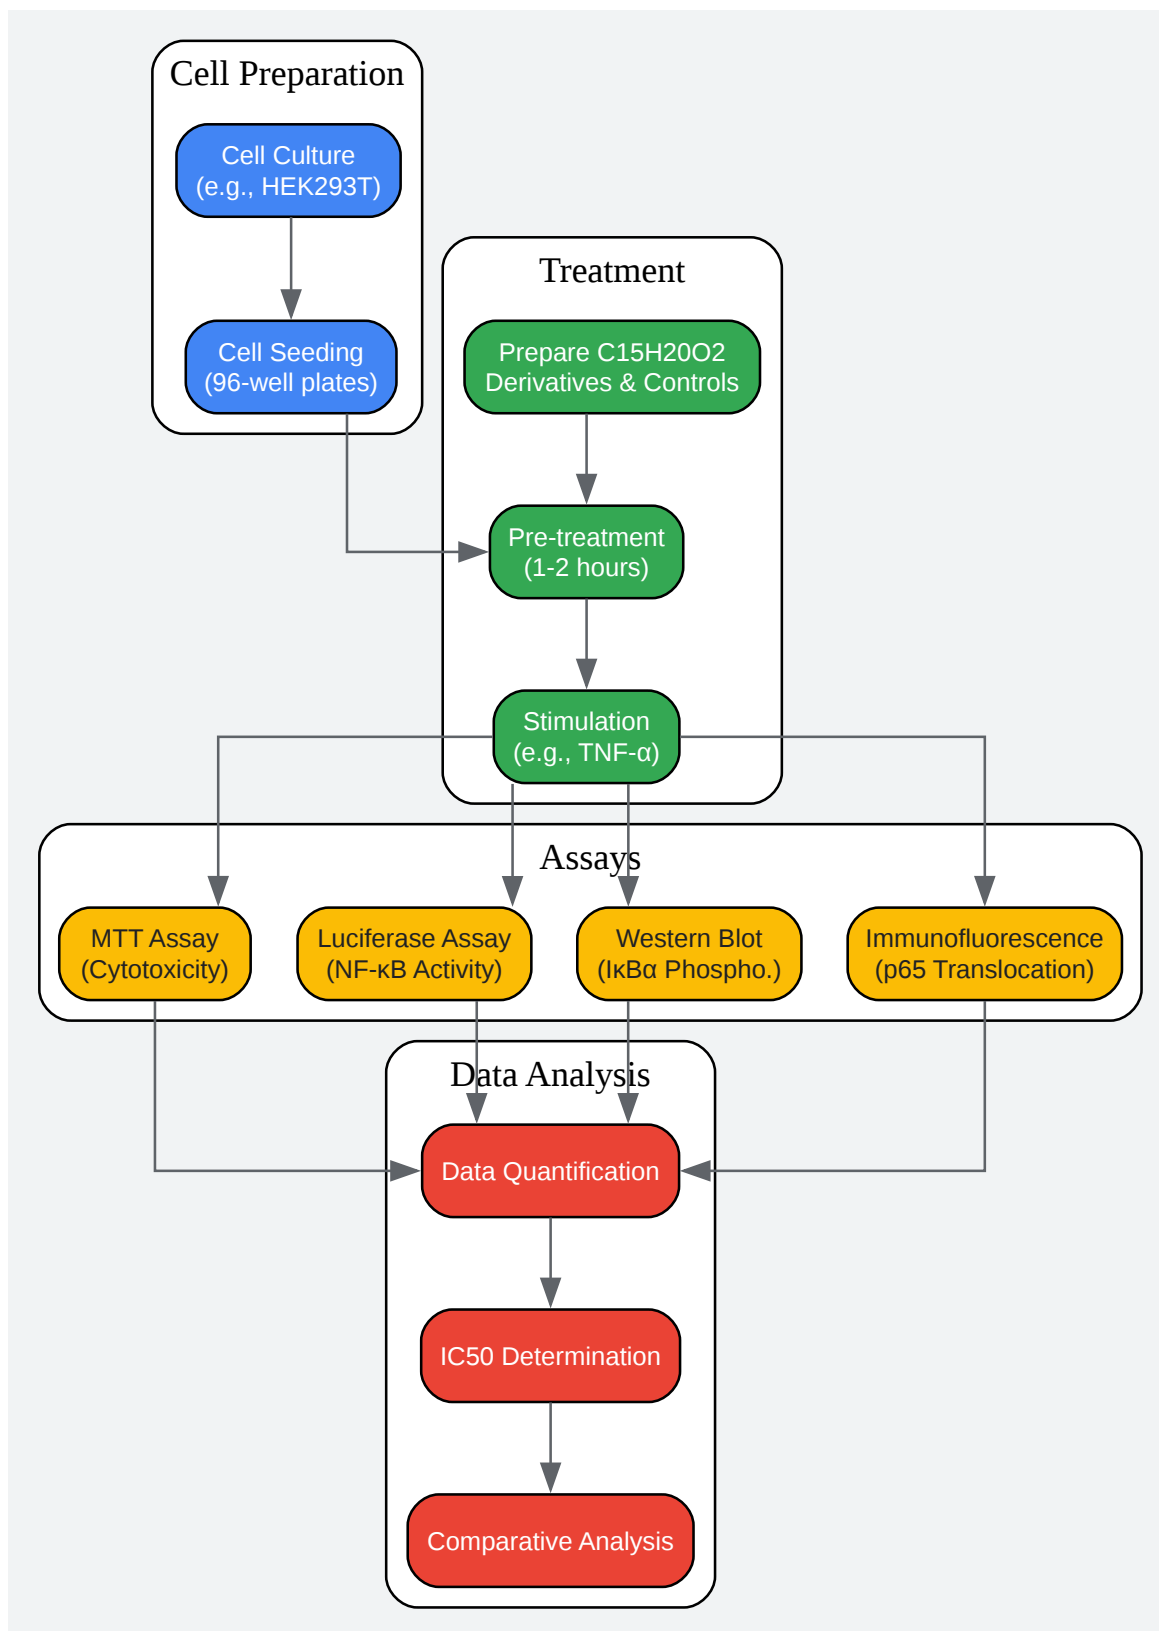 Cell Preparation
Cell Culture
(e.g., HEK293T)
Cell Seeding
(96-well plates)
Treatment
Prepare C15H20O2
Derivatives & Controls
Pre-treatment
(1-2 hours)
Stimulation
(e.g., TNF-α)
Assays
MTT Assay
(Cytotoxicity)
Luciferase Assay
(NF-κB Activity)
Western Blot
(IκBα Phospho.)
Immunofluorescence
(p65 Translocation)
Data Analysis
Data Quantification
IC50 Determination
Comparative Analysis